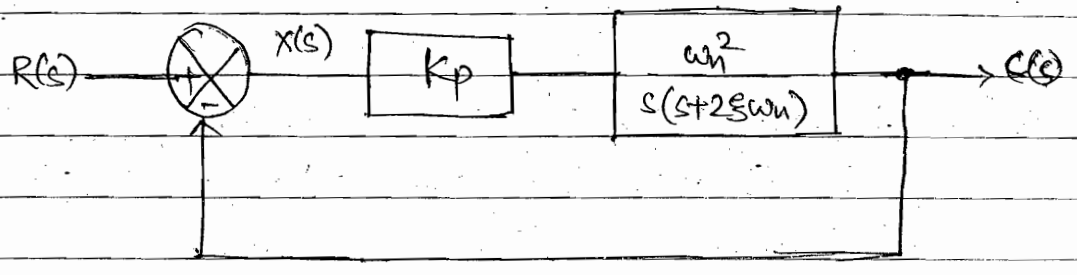 R(s) + - X(s) Kp ωn² / s(s+2ξωn) C(s)